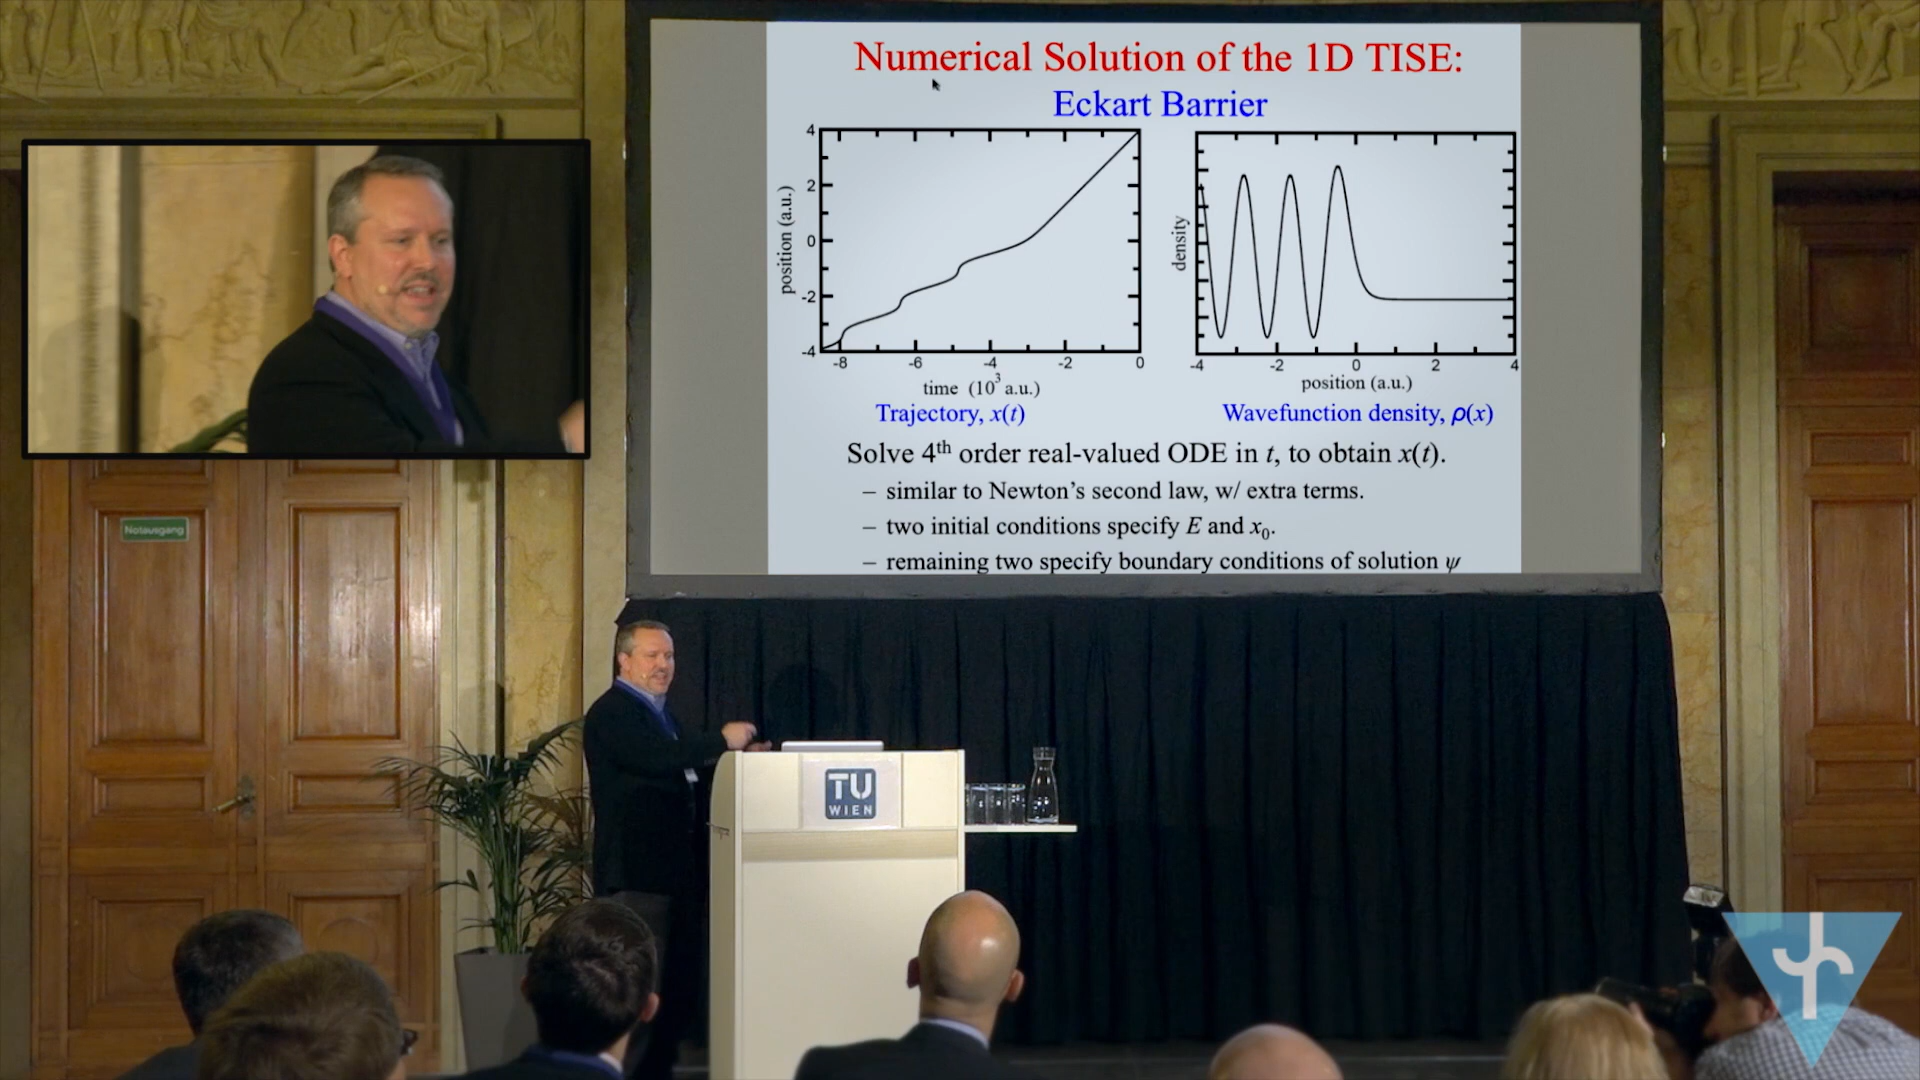 Numerical Solution of the 1D TISE:
Eckart Barrier
4
2
0
-2
-4
position (a.u.)
-8 -6 -4 -2 0
time (10³ a.u.)
Trajectory, x(t)
density
-4 -2 0 2 4
position (a.u.)
Wavefunction density, ρ(x)
Solve 4th order real-valued ODE in t, to obtain x(t).
– similar to Newton's second law, w/ extra terms.
– two initial conditions specify E and x₀.
– remaining two specify boundary conditions of solution ψ
Notausgang
TU
WIEN